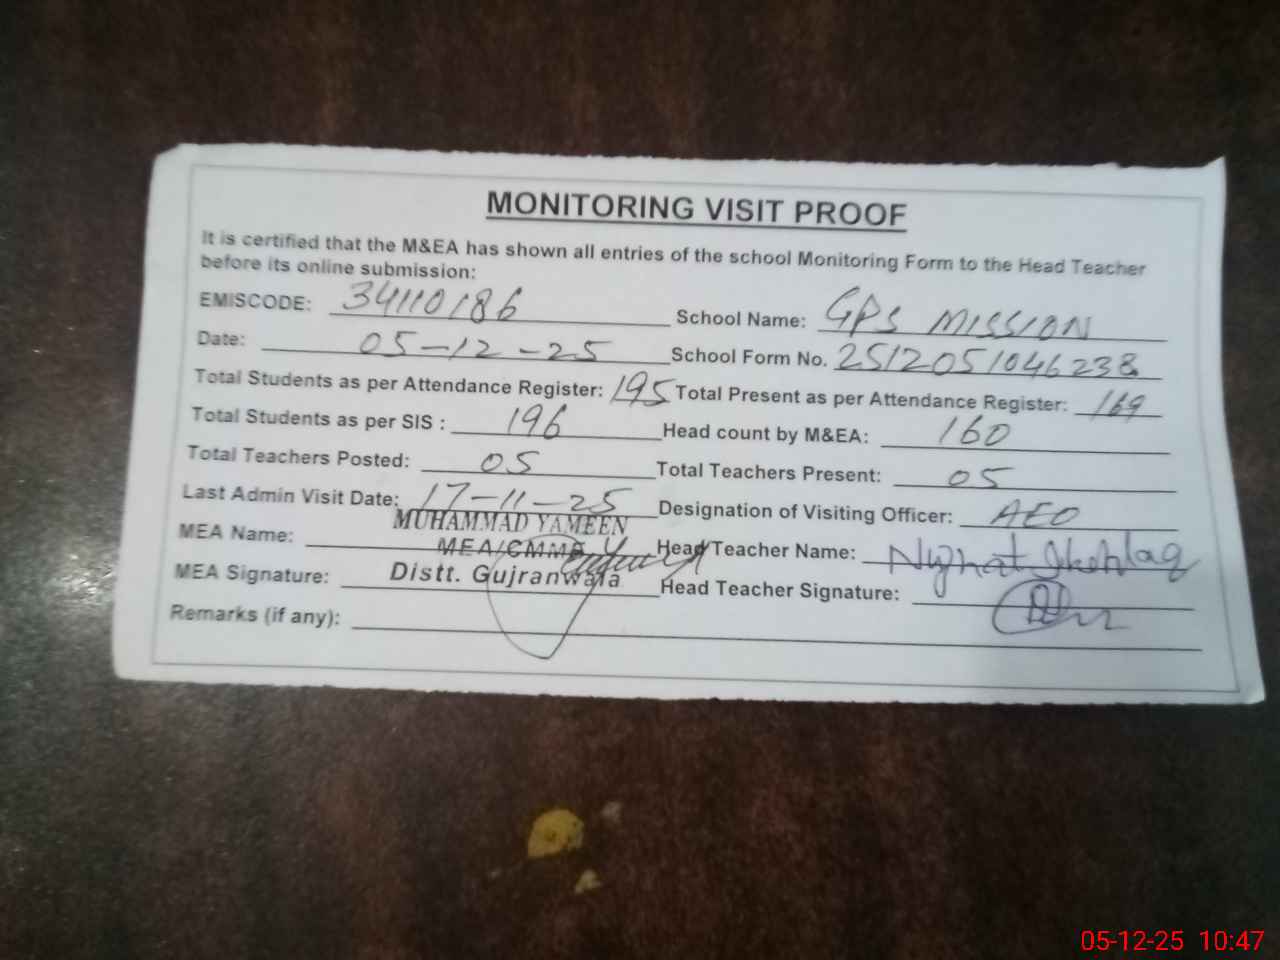 MONITORING VISIT PROOF
It is certified that the M&EA has shown all entries of the school Monitoring Form to the Head Teacher
before its online submission:
EMISCODE: 34110186 School Name: GPS MISSION
Date: 05-12-25 School Form No. 2512051046238
Total Students as per Attendance Register: 195 Total Present as per Attendance Register: 169
Total Students as per SIS : 196 Head count by M&EA: 160
Total Teachers Posted: 05 Total Teachers Present: 05
Last Admin Visit Date: 17-11-25 Designation of Visiting Officer: AEO
MUHAMMAD YAMEEN
MEA Name: MEA/CMMD Head Teacher Name:
MEA Signature: Distt. Gujranwala Head Teacher Signature:
Remarks (if any):
05-12-25 10:47